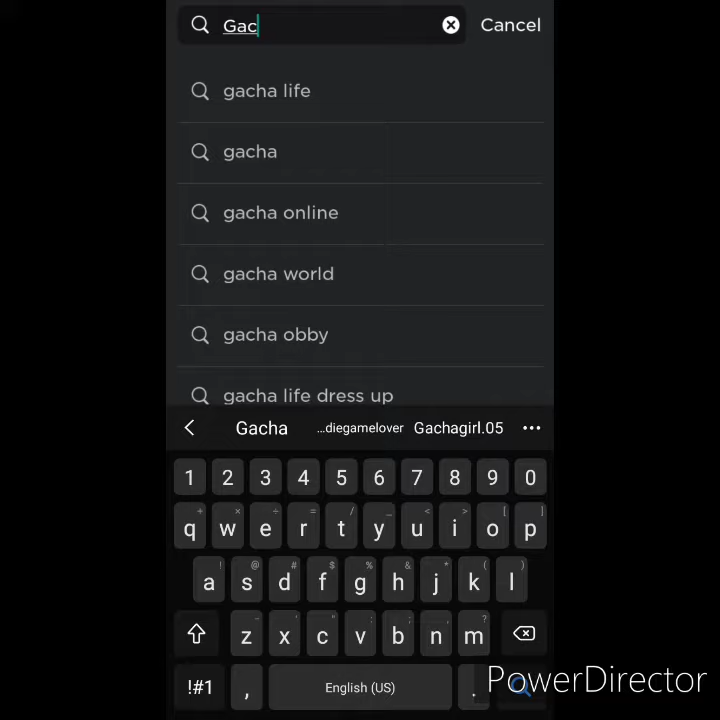 Gac Cancel
gacha life
gacha
gacha online
gacha world
gacha obby
gacha life dress up
Gacha ...diegamelover Gachagirl.05 •••
1 2 3 4 5 6 7 8 9 0
+ × ÷ = / _ < > [ ]
q w e r t y u i o p
! @ # $ % ^ & * ( )
a s d f g h j k l
- ' " : ; , ?
z x c v b n m
!#1 , English (US) .
PowerDirector